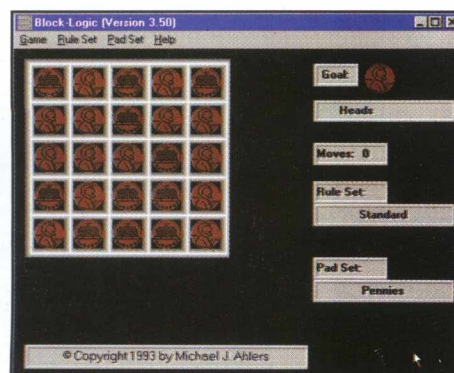 Block-Logic (Version 3.50)
Game Rule Set Pad Set Help
Goal:
Heads
Moves: 0
Rule Set:
Standard
Pad Set:
Pennies
© Copyright 1993 by Michael J. Ahlers